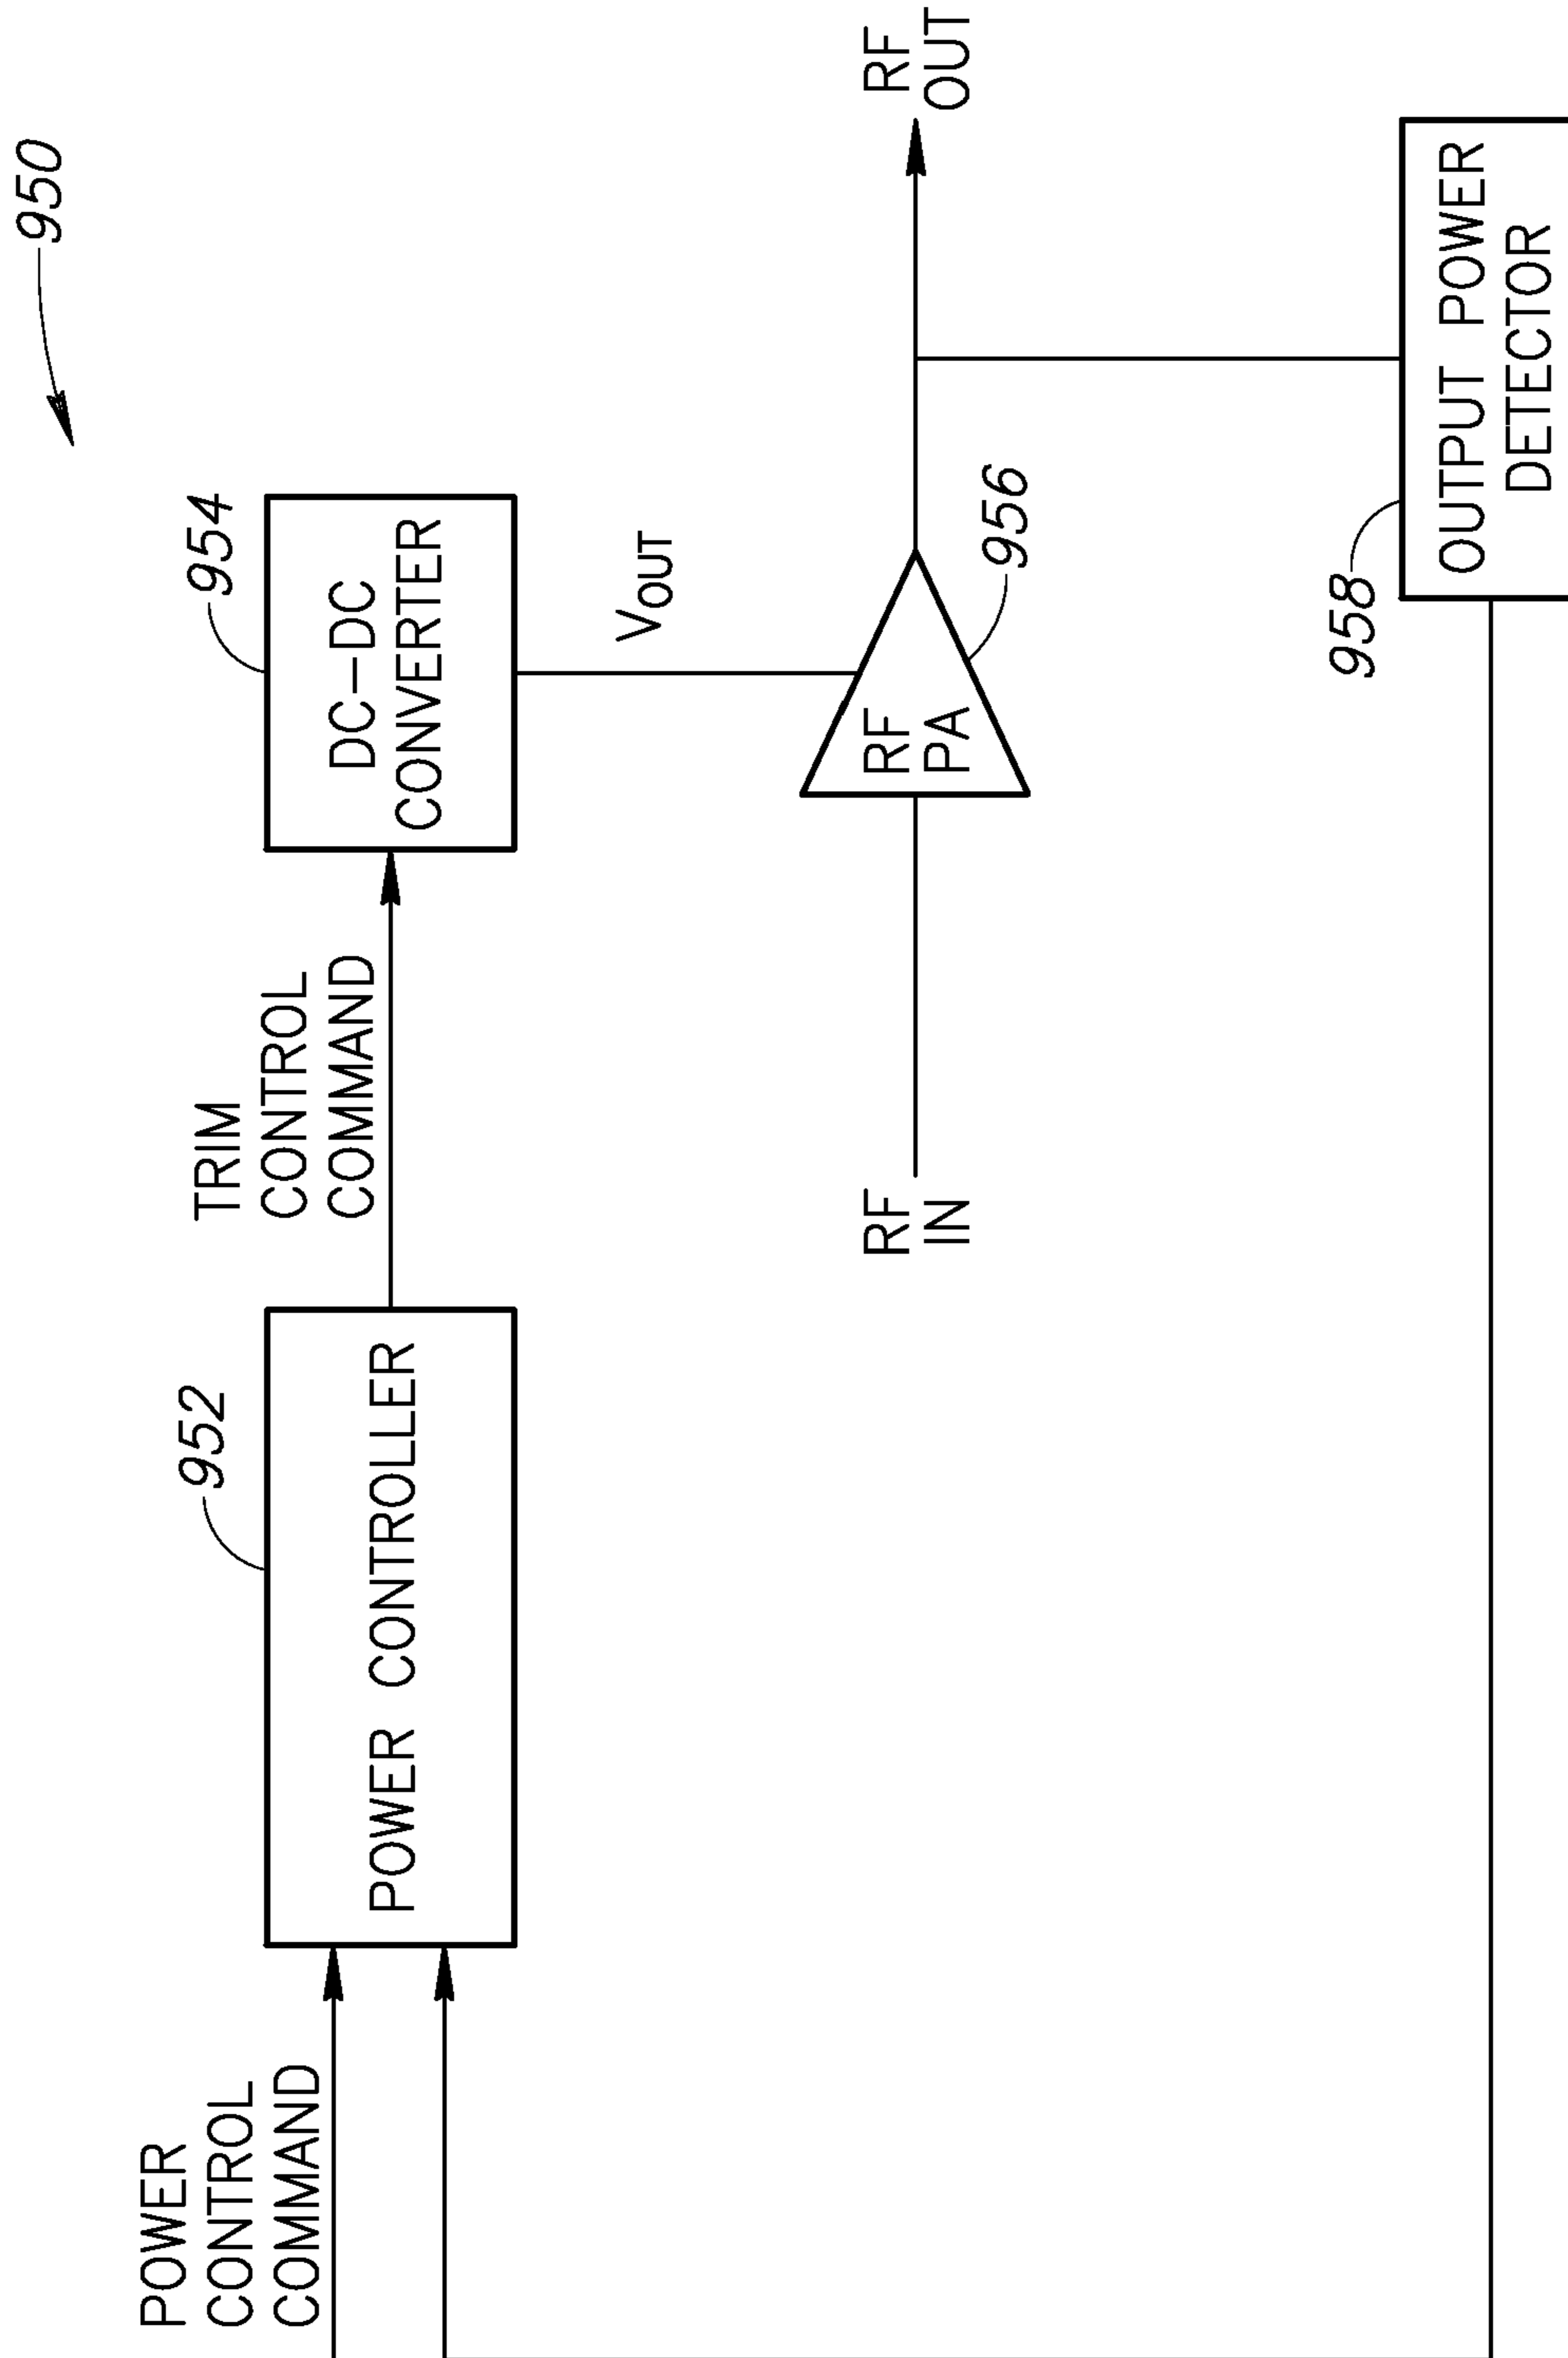 950
POWER
CONTROL
COMMAND
952
POWER CONTROLLER
TRIM
CONTROL
COMMAND
954
DC-DC
CONVERTER
VOUT
RF
IN
RF
PA
956
RF
OUT
958
OUTPUT POWER
DETECTOR